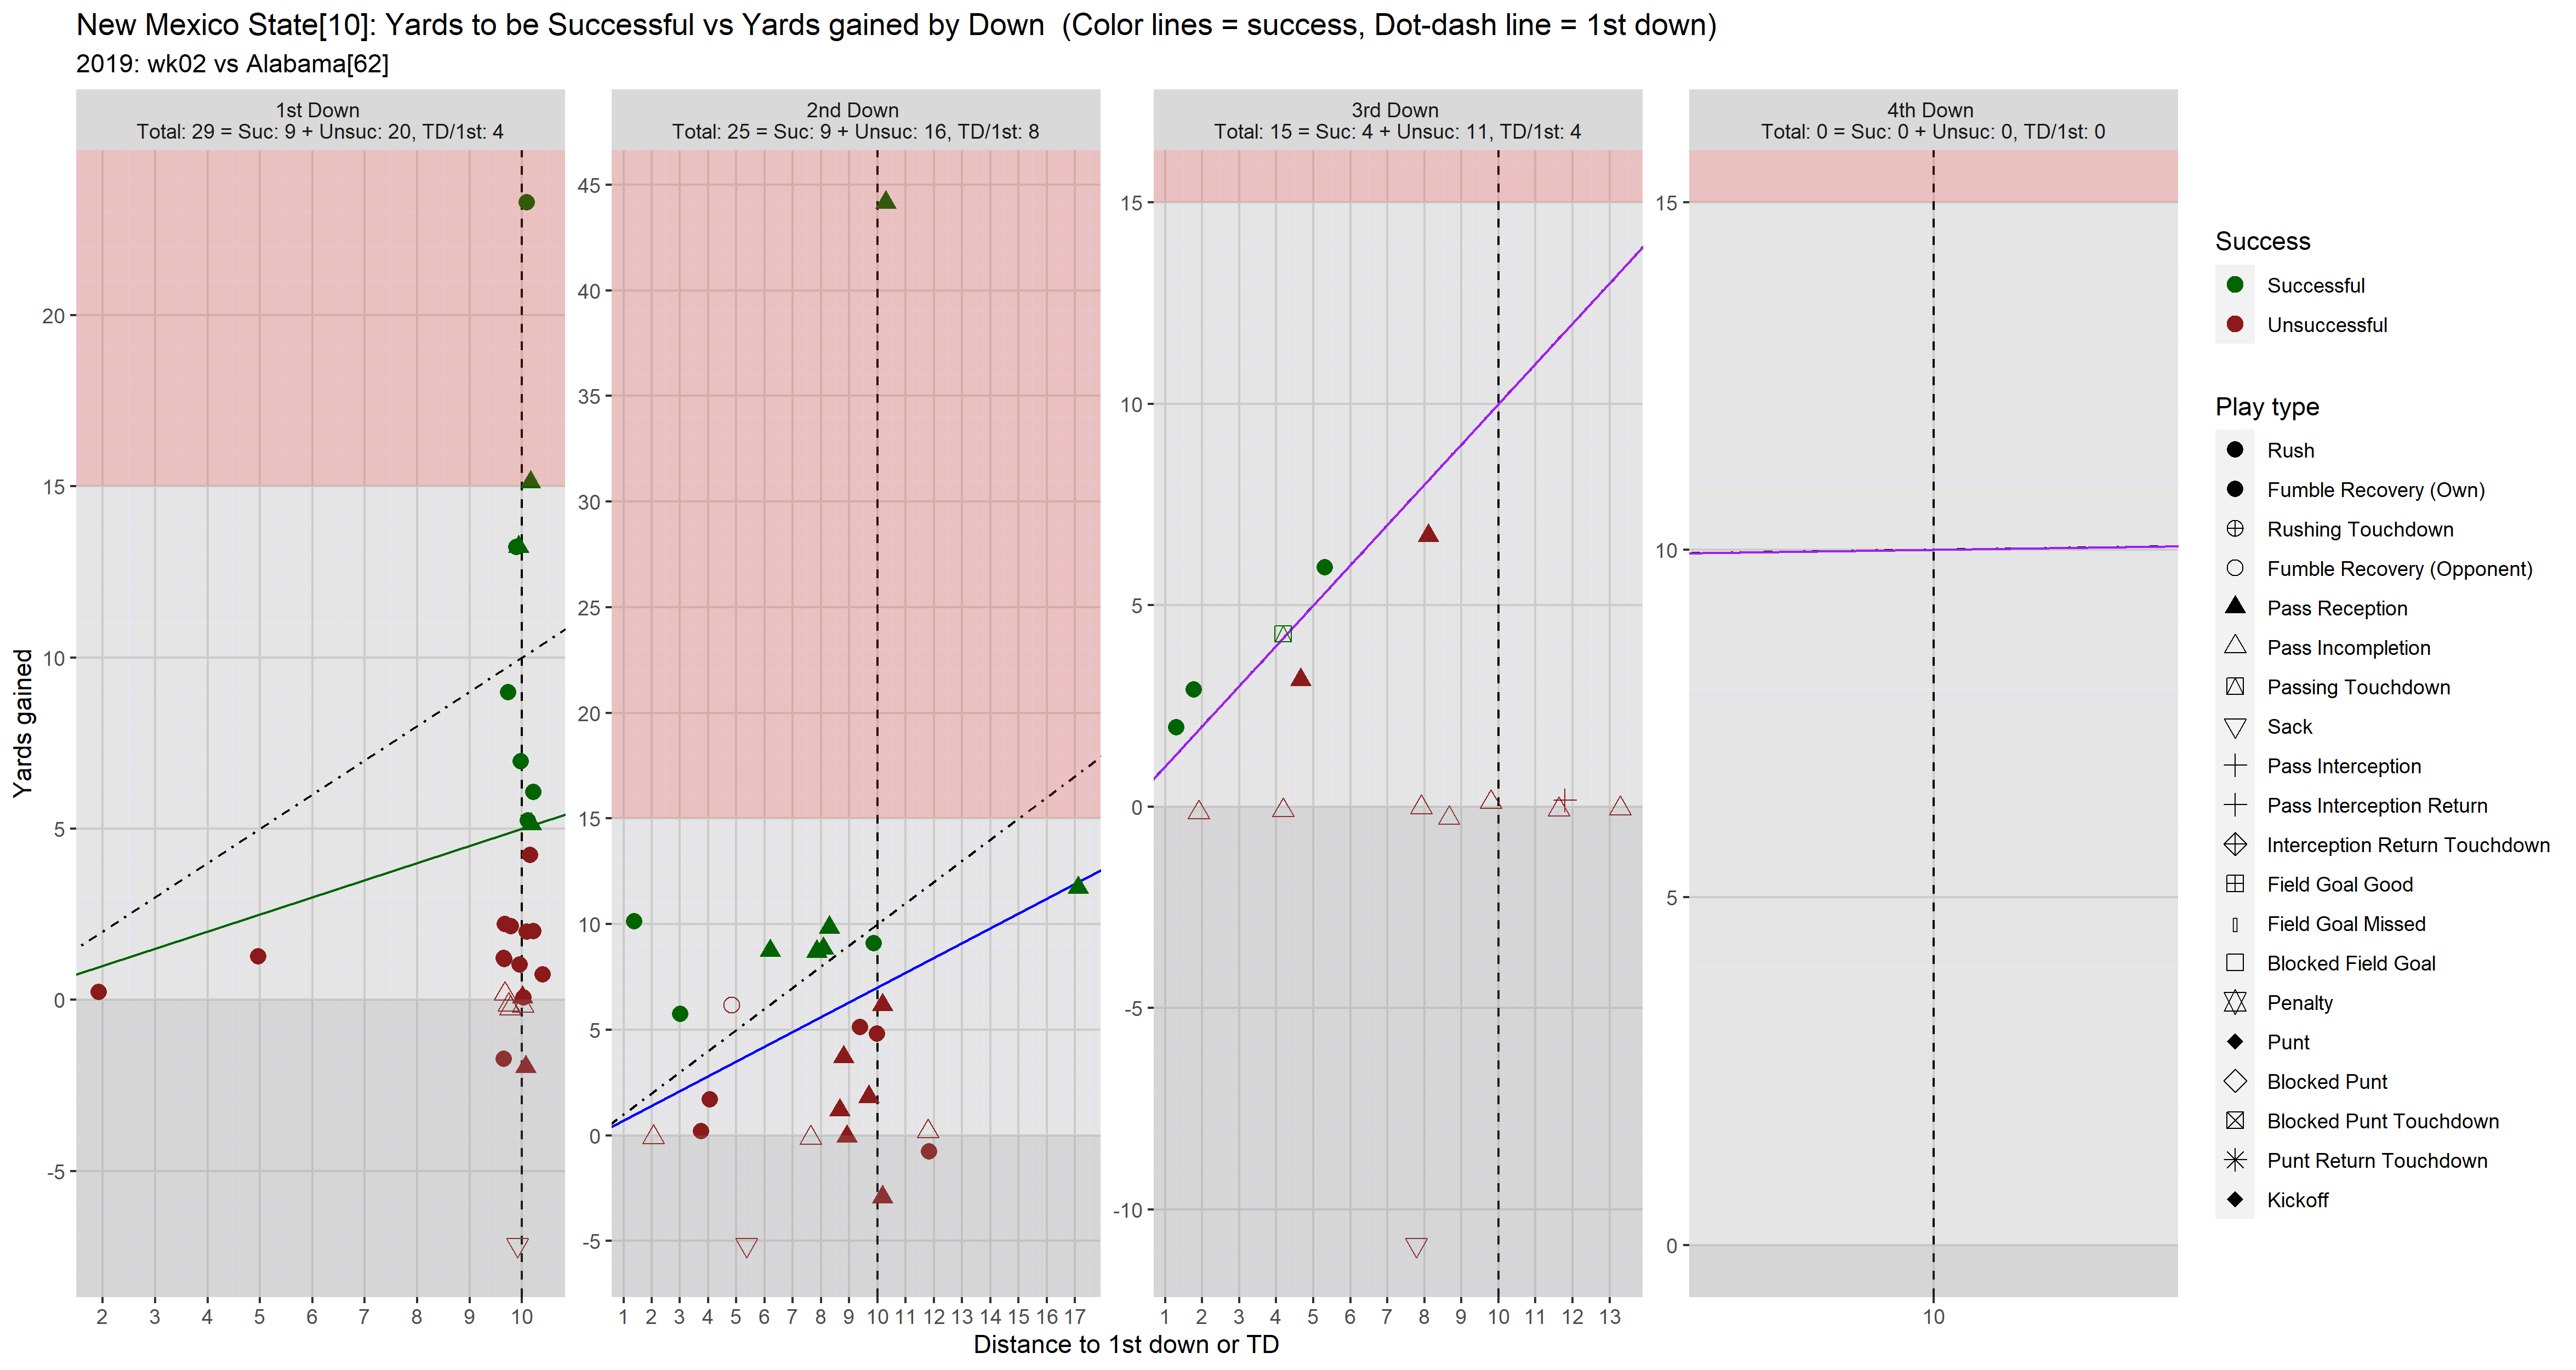 New Mexico State[10]: Yards to be Successful vs Yards gained by Down  (Color lines = success, Dot-dash line = 1st down)
2019: wk02 vs Alabama[62]
1st Down
Total: 29 = Suc: 9 + Unsuc: 20, TD/1st: 4
2nd Down
Total: 25 = Suc: 9 + Unsuc: 16, TD/1st: 8
3rd Down
Total: 15 = Suc: 4 + Unsuc: 11, TD/1st: 4
4th Down
Total: 0 = Suc: 0 + Unsuc: 0, TD/1st: 0
Yards gained
20
15
10
5
0
-5
2 3 4 5 6 7 8 9 10
45
40
35
30
25
20
15
10
5
0
-5
1 2 3 4 5 6 7 8 9 10 11 12 13 14 15 16 17
15
10
5
0
-5
-10
1 2 3 4 5 6 7 8 9 10 11 12 13
15
10
5
0
10
Distance to 1st down or TD
Success
Successful
Unsuccessful
Play type
Rush
Fumble Recovery (Own)
Rushing Touchdown
Fumble Recovery (Opponent)
Pass Reception
Pass Incompletion
Passing Touchdown
Sack
Pass Interception
Pass Interception Return
Interception Return Touchdown
Field Goal Good
Field Goal Missed
Blocked Field Goal
Penalty
Punt
Blocked Punt
Blocked Punt Touchdown
Punt Return Touchdown
Kickoff